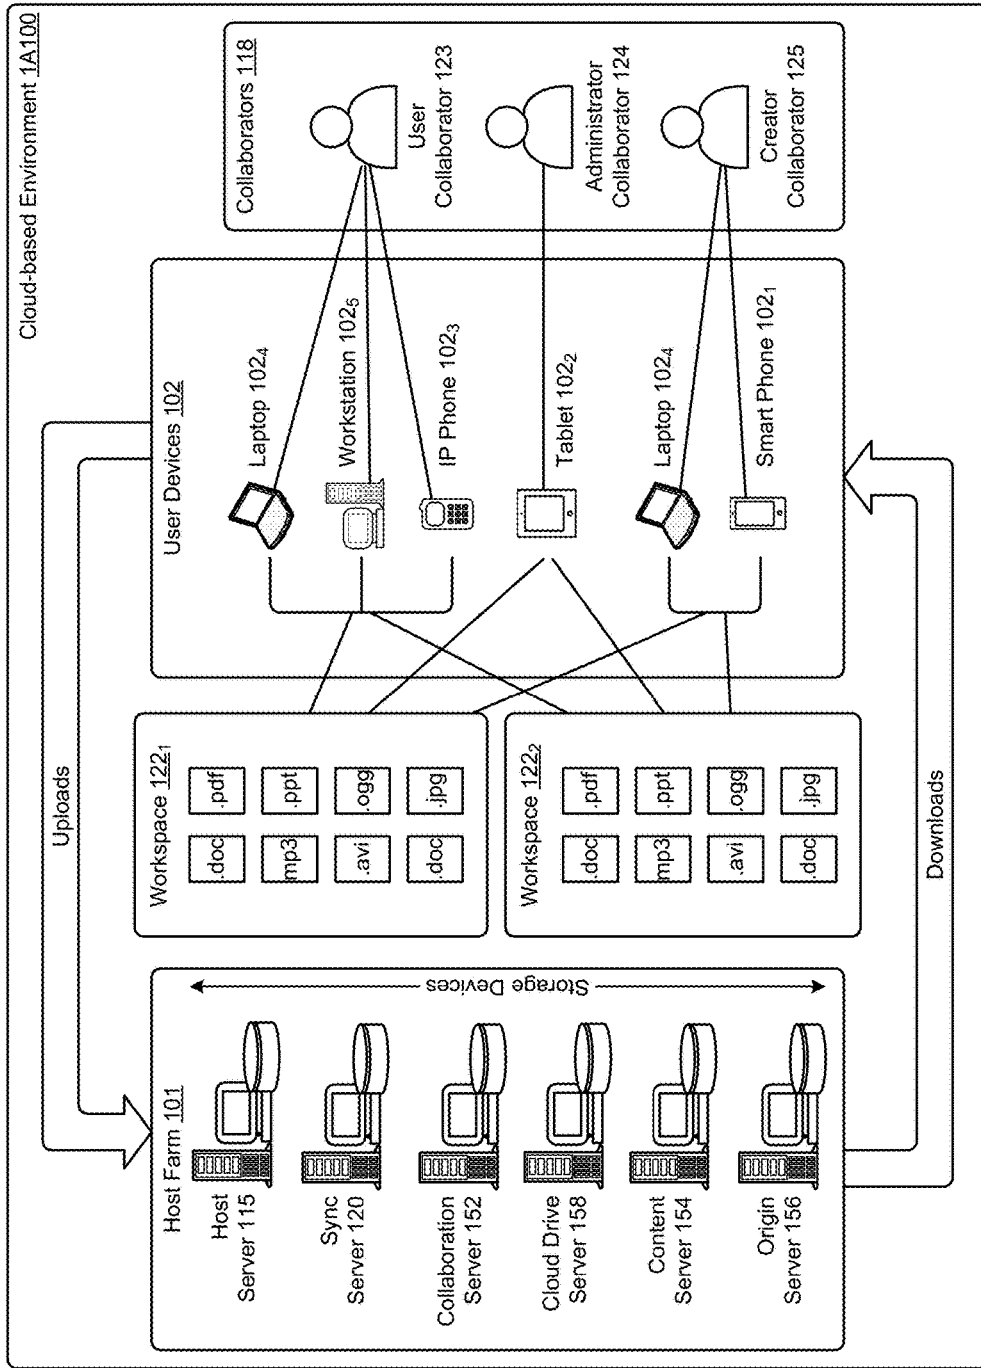 Cloud-based Environment 1A100
Uploads
Host Farm 101
Host
Server 115
Sync
Server 120
Collaboration
Server 152
Cloud Drive
Server 158
Content
Server 154
Origin
Server 156
Storage Devices
Workspace 122₁
.doc
.pdf
mp3
.ppt
.avi
.ogg
.doc
.jpg
Workspace 122₂
.doc
.pdf
mp3
.ppt
.avi
.ogg
.doc
.jpg
User Devices 102
Laptop 102₄
Workstation 102₅
IP Phone 102₃
Tablet 102₂
Laptop 102₄
Smart Phone 102₁
Collaborators 118
User
Collaborator 123
Administrator
Collaborator 124
Creator
Collaborator 125
Downloads